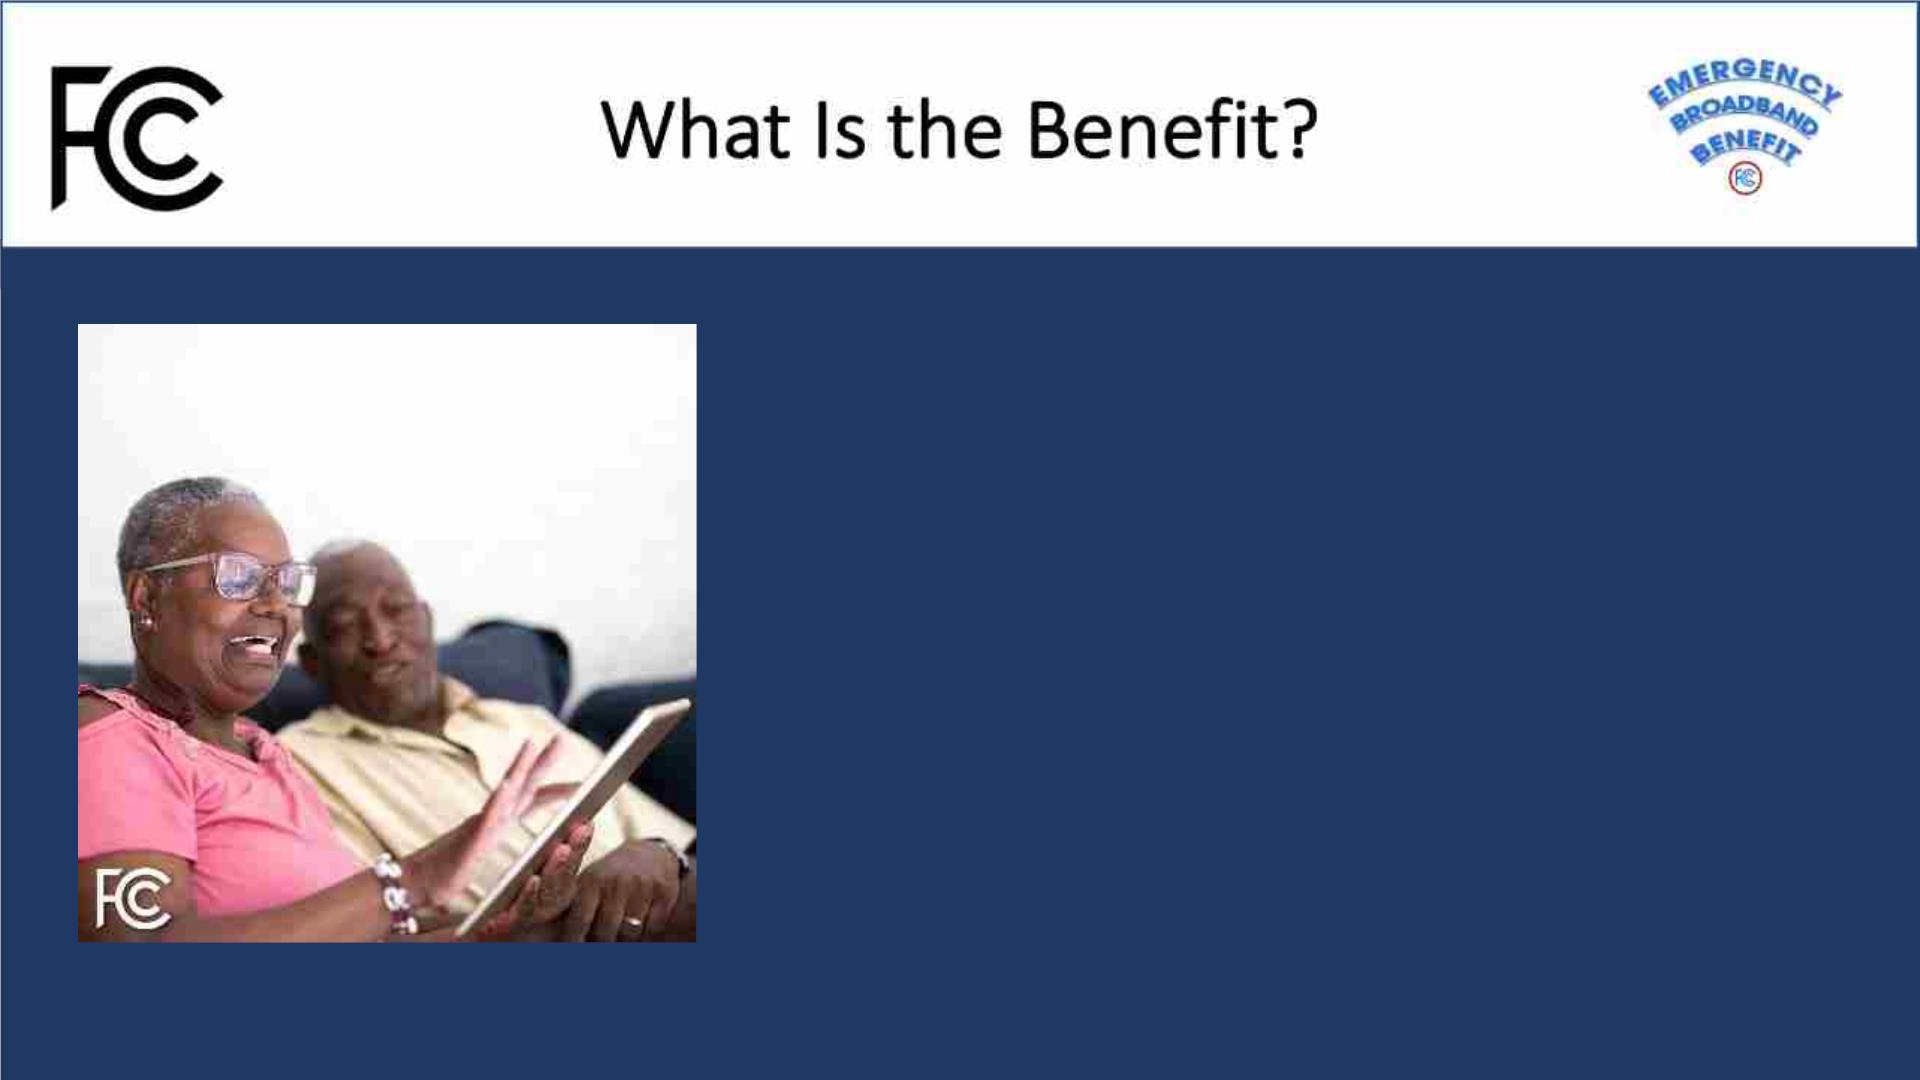 FCC
What Is the Benefit?
EMERGENCY
BROADBAND
BENEFIT
FCC
FCC